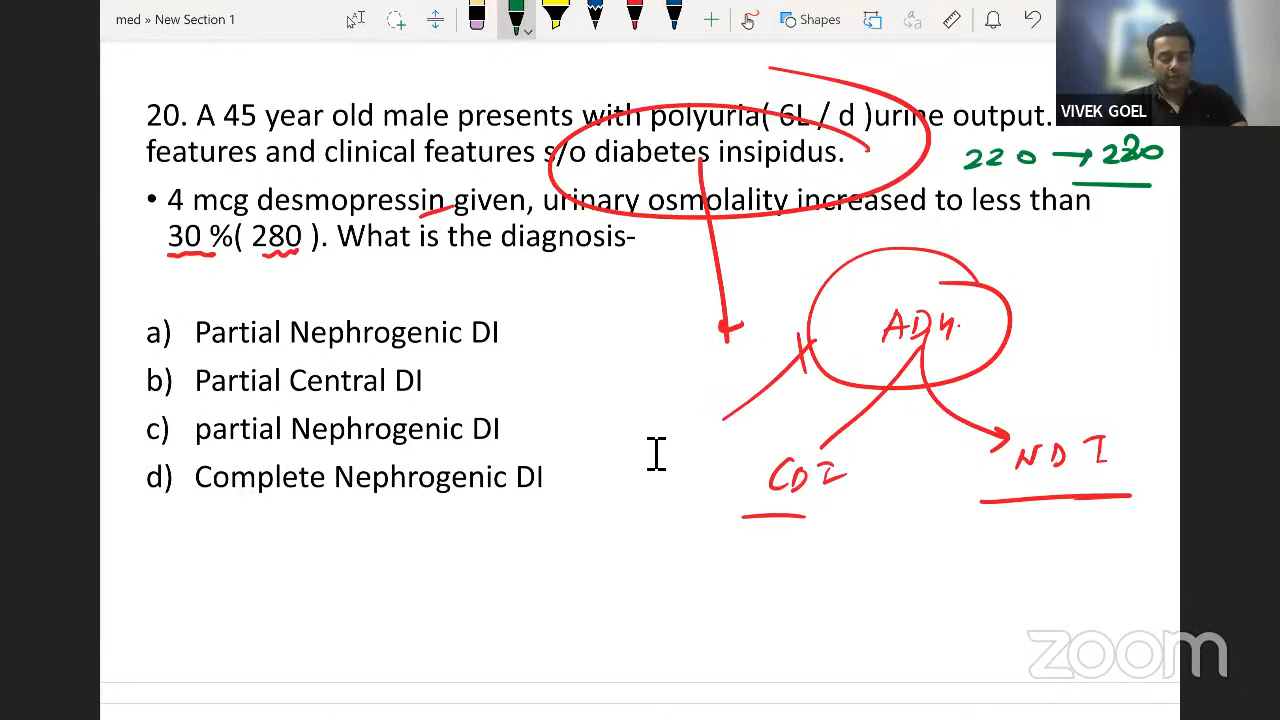 med » New Section 1
Shapes
VIVEK GOEL
20. A 45 year old male presents with polyuria( 6L / d )urine output.
features and clinical features s/o diabetes insipidus.
220 → 220
• 4 mcg desmopressin given, urinary osmolality increased to less than
30 %( 280 ). What is the diagnosis-
ADH
a) Partial Nephrogenic DI
b) Partial Central DI
c) partial Nephrogenic DI
d) Complete Nephrogenic DI
CDI
NDI
zoom